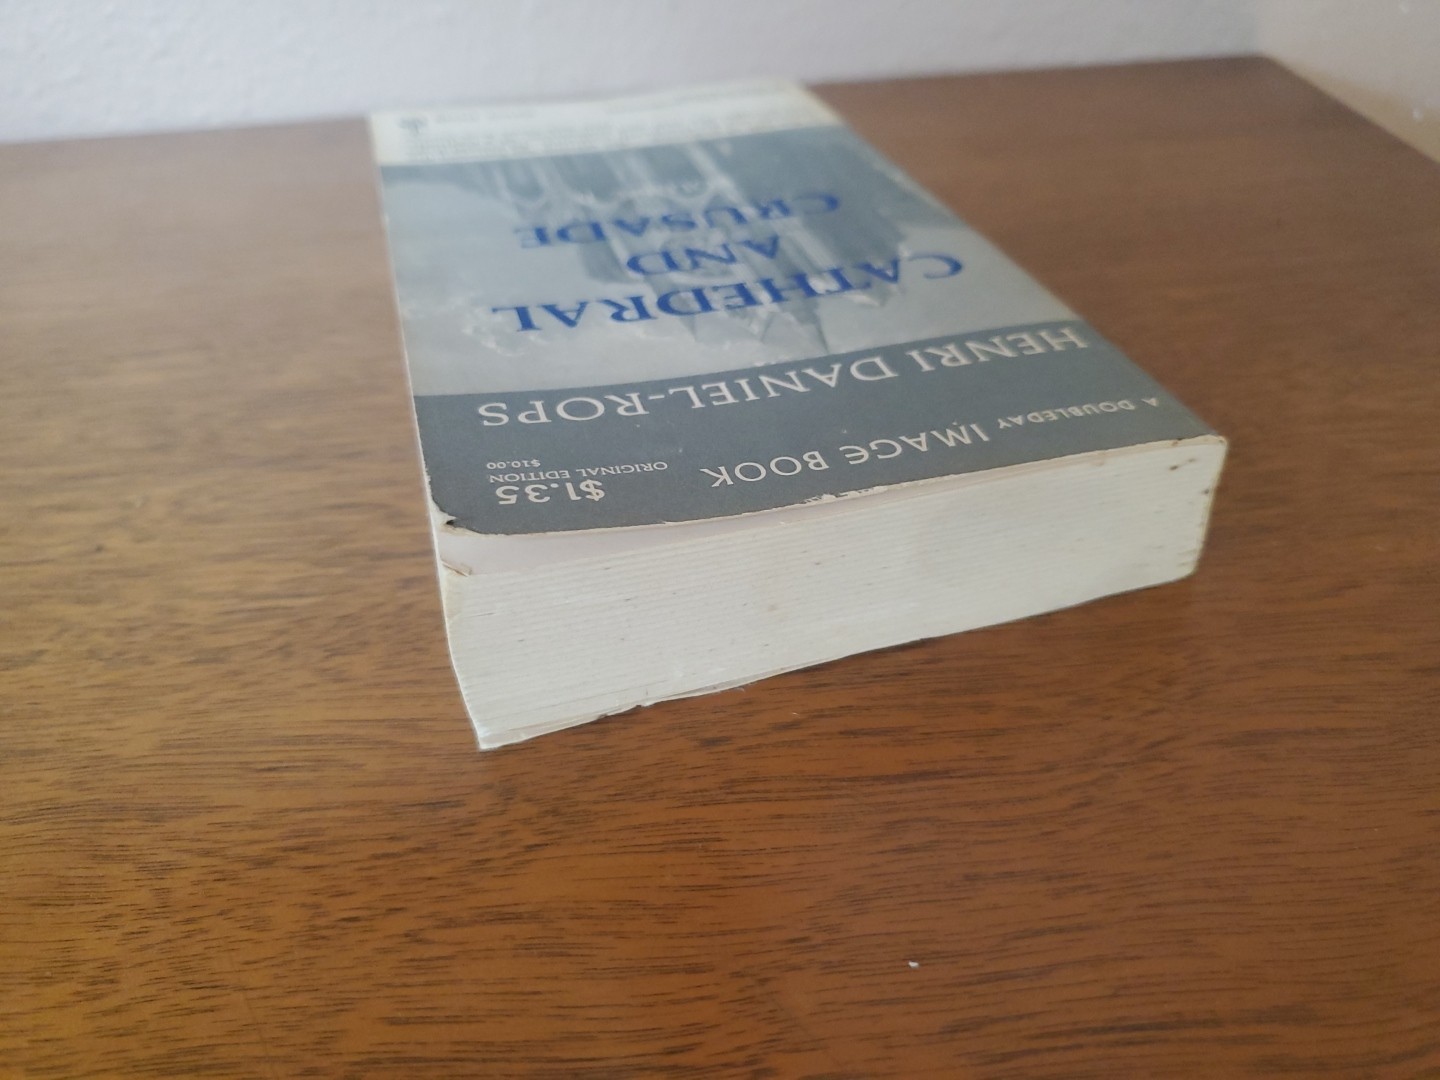 A DOUBLEDAY IMAGE BOOK
$1.35
ORIGINAL EDITION
$10.00
HENRI DANIEL-ROPS
CATHEDRAL
AND
CRUSADE